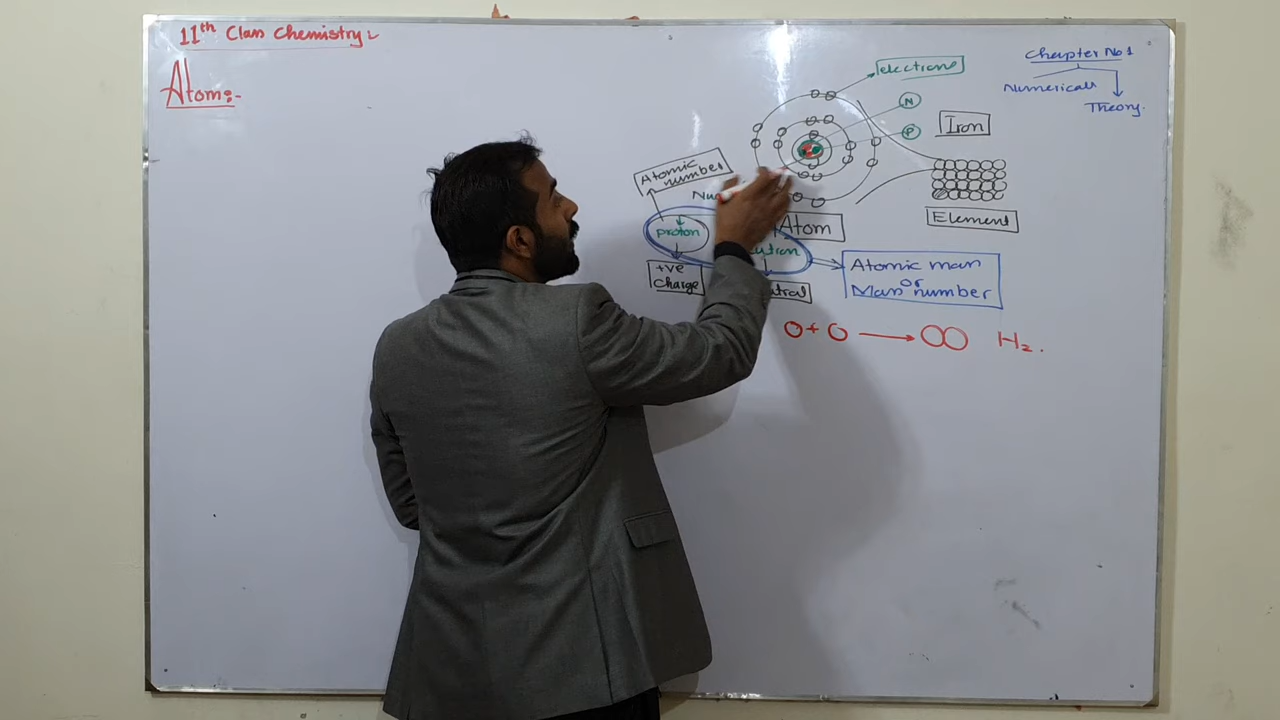 11th Class Chemistry
Atom:-
Chapter No 1
Numericals
Theory.
electrons
N
P
Iron
Element
Atom
Atomic
number
proton
+ve
charge
Atomic mass
or
Mass number
O + O → OO H₂.